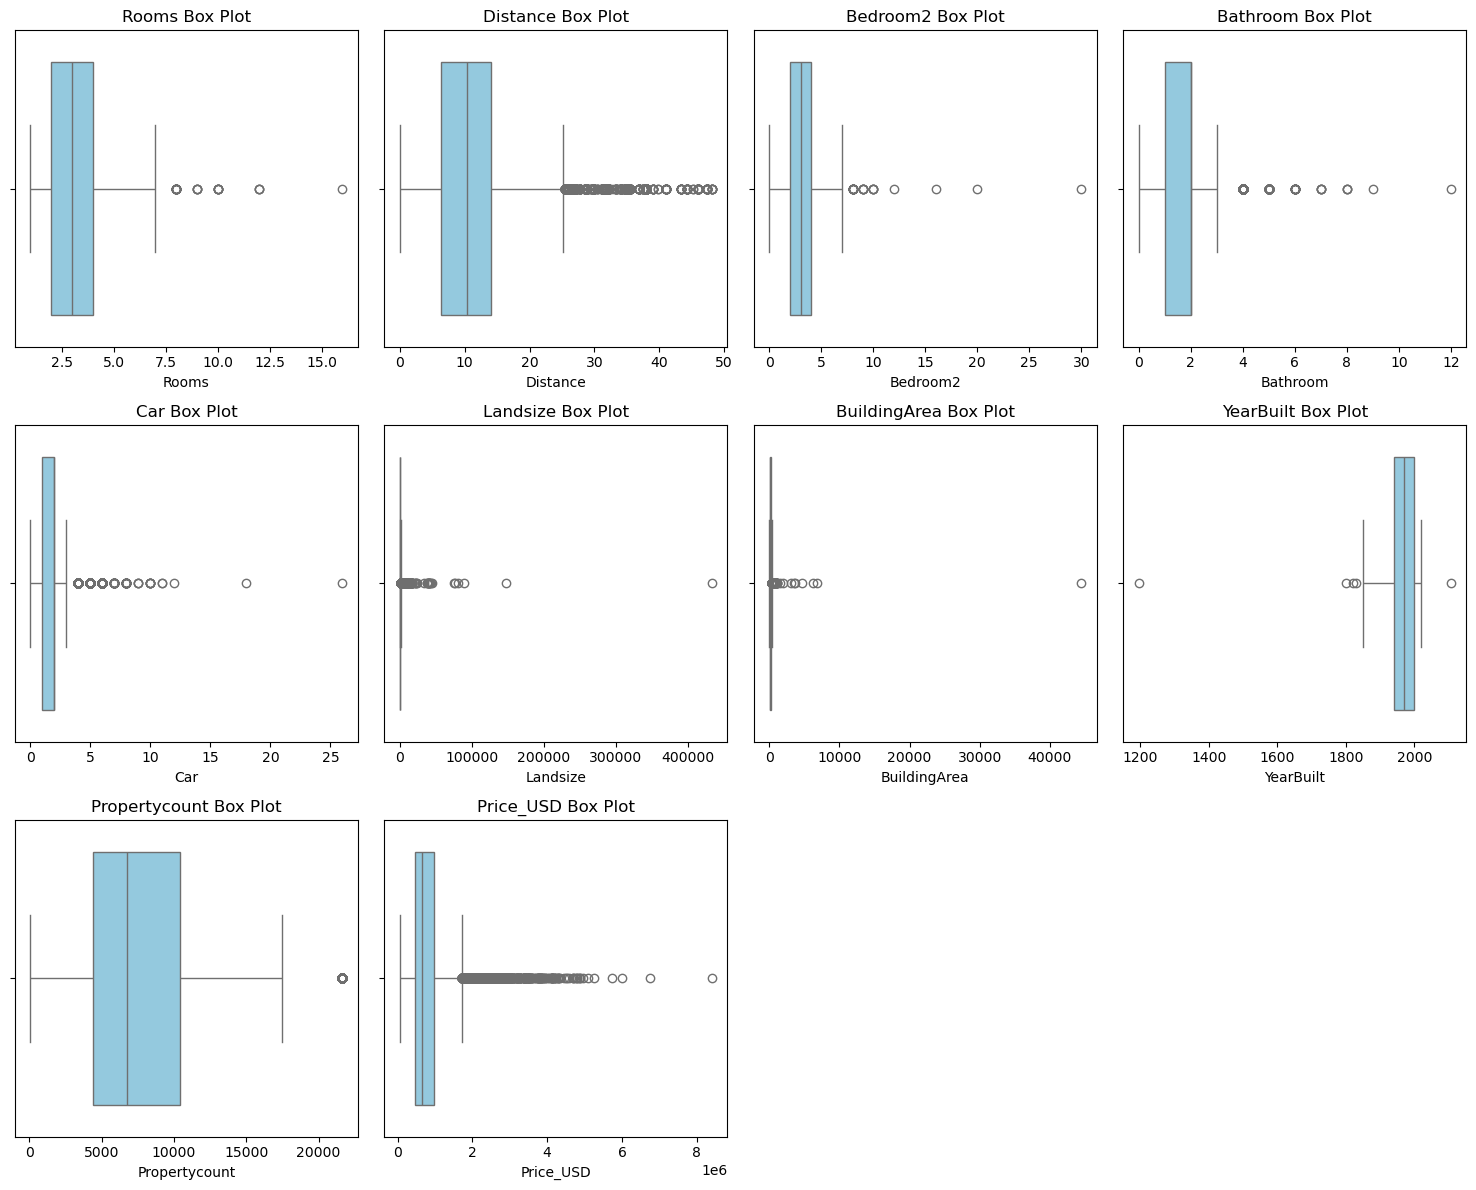 Rooms Box Plot
Distance Box Plot
Bedroom2 Box Plot
Bathroom Box Plot
2.5 5.0 7.5 10.0 12.5 15.0
0 10 20 30 40 50
0 5 10 15 20 25 30
0 2 4 6 8 10 12
Rooms
Distance
Bedroom2
Bathroom
Car Box Plot
Landsize Box Plot
BuildingArea Box Plot
YearBuilt Box Plot
0 5 10 15 20 25
0 100000 200000 300000 400000
0 10000 20000 30000 40000
1200 1400 1600 1800 2000
Car
Landsize
BuildingArea
YearBuilt
Propertycount Box Plot
Price_USD Box Plot
0 5000 10000 15000 20000
0 2 4 6 8
1e6
Propertycount
Price_USD